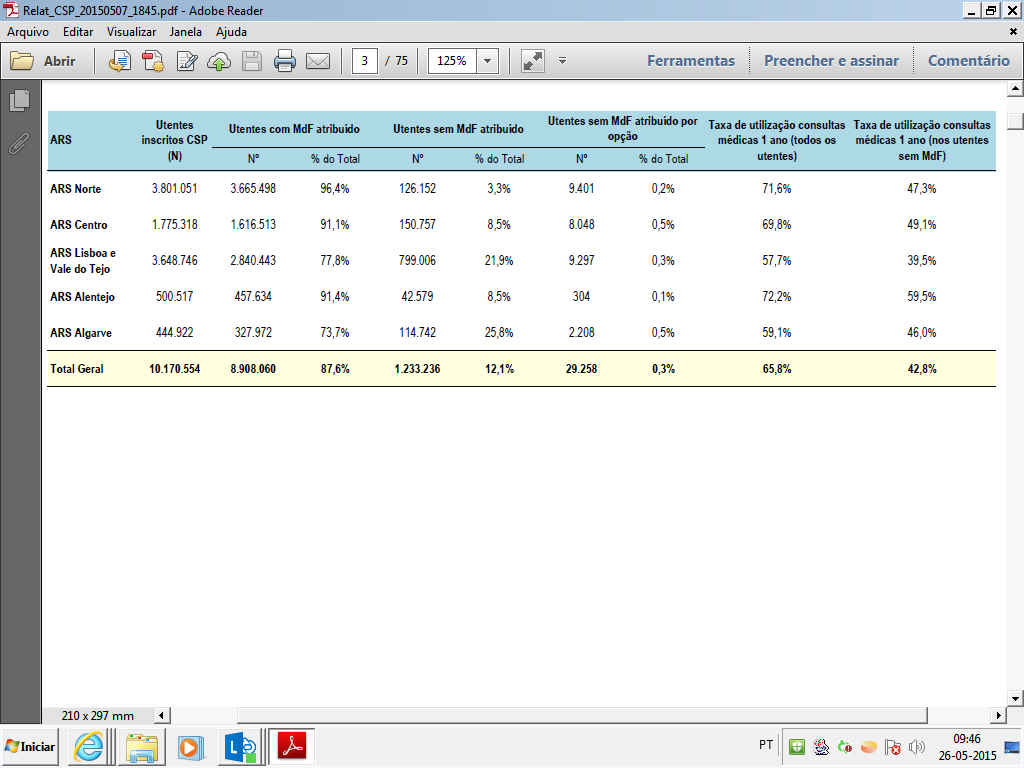 Relat_CSP_20150507_1845.pdf - Adobe Reader
Arquivo Editar Visualizar Janela Ajuda
Abrir 3 / 75 125% Ferramentas Preencher e assinar Comentário
ARS
Utentes inscritos CSP (N)
Utentes com MdF atribuído
Utentes sem MdF atribuído
Utentes sem MdF atribuído por opção
Taxa de utilização consultas médicas 1 ano (todos os utentes)
Taxa de utilização consultas médicas 1 ano (nos utentes sem MdF)
Nº % do Total Nº % do Total Nº % do Total
ARS Norte 3.801.051 3.665.498 96,4% 126.152 3,3% 9.401 0,2% 71,6% 47,3%
ARS Centro 1.775.318 1.616.513 91,1% 150.757 8,5% 8.048 0,5% 69,8% 49,1%
ARS Lisboa e Vale do Tejo 3.648.746 2.840.443 77,8% 799.006 21,9% 9.297 0,3% 57,7% 39,5%
ARS Alentejo 500.517 457.634 91,4% 42.579 8,5% 304 0,1% 72,2% 59,5%
ARS Algarve 444.922 327.972 73,7% 114.742 25,8% 2.208 0,5% 59,1% 46,0%
Total Geral 10.170.554 8.908.060 87,6% 1.233.236 12,1% 29.258 0,3% 65,8% 42,8%
210 x 297 mm
Iniciar PT 09:46
26-05-2015